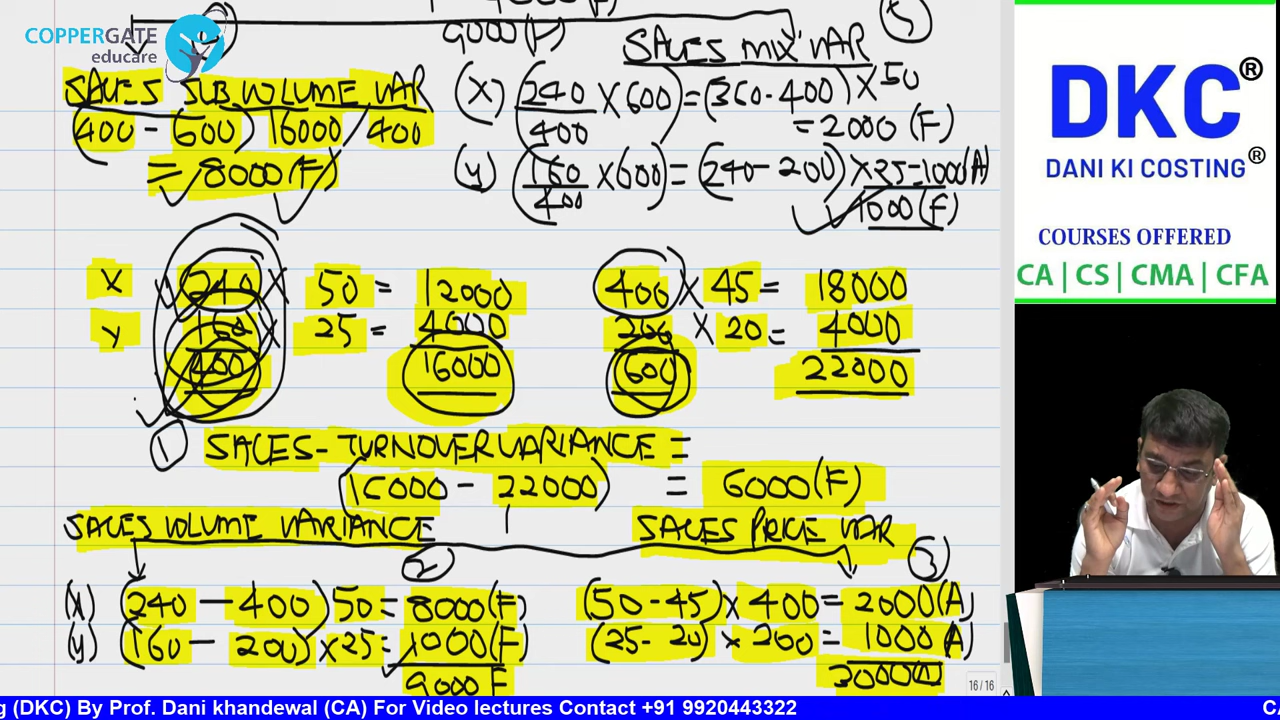 COPPERGATE
educare
9000(F)
5
SALES MIX VAR
SALES SUB VOLUME VAR
(400 - (600) 16000/400
= 8000(F)
(X) (240/400 X 600) = (360-400) X 50
= 2000 (F)
(y) (160/400 X 600) = (240-200) X 25-1000(A)
1000(F)
X 240 X 50 = 12000 400 X 45 = 18000
y 160 X 25 = 4000 200 X 20 = 4000
400 16000 600 22000
1 SALES-TURNOVER VARIANCE =
(16000 - 22000) = 6000(F)
SALES VOLUME VARIANCE SALES PRICE VAR
2 3
(x) (240 - 400) 50 = 8000(F) (50-45) X 400 = 2000(A)
(y) (160 - 200) X 25 = 1000(F) (25-20) X 200 = 1000(A)
9000 F 3000(A)
16/16
DKC®
DANI KI COSTING®
COURSES OFFERED
CA | CS | CMA | CFA
g (DKC) By Prof. Dani khandewal (CA) For Video lectures Contact +91 9920443322
CA